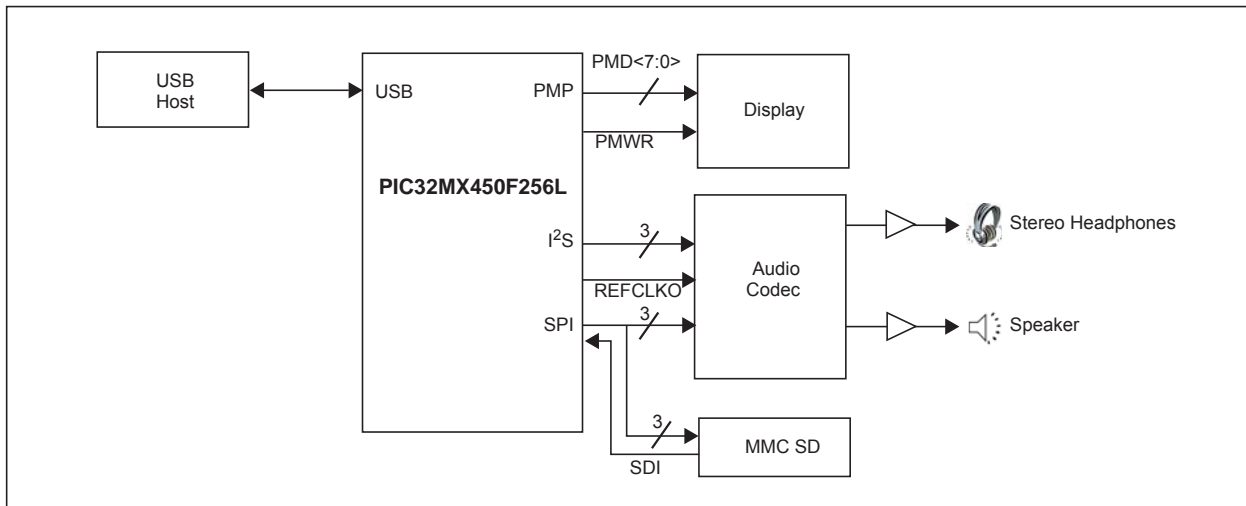 USB
Host
USB
PMP
PMD<7:0>
PMWR
Display
PIC32MX450F256L
I²S
3
REFCLKO
SPI
3
Audio
Codec
Stereo Headphones
Speaker
3
SDI
MMC SD